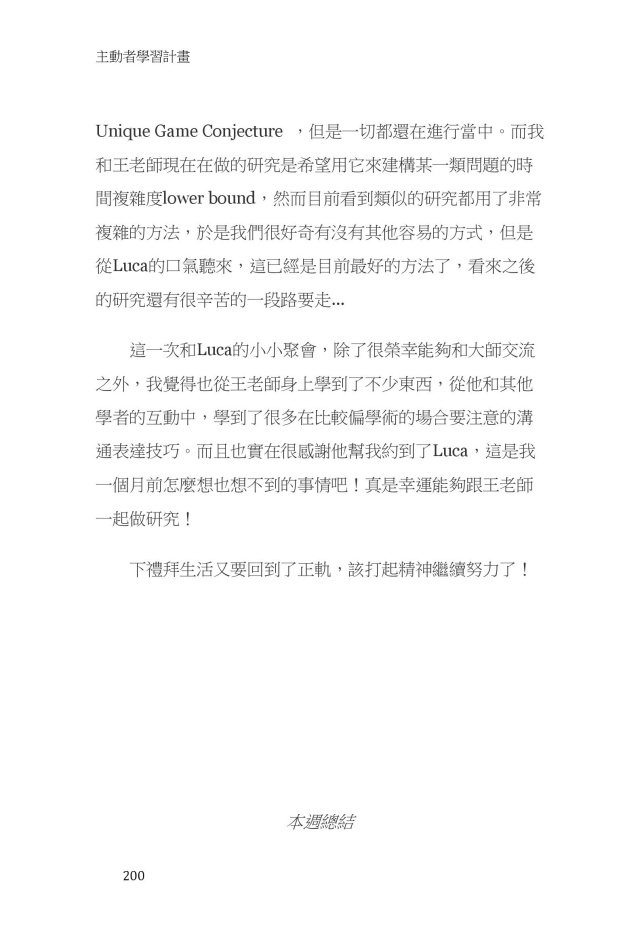 主動者學習計畫
Unique Game Conjecture ，但是一切都還在進行當中。而我
和王老師現在在做的研究是希望用它來建構某一類問題的時
間複雜度lower bound，然而目前看到類似的研究都用了非常
複雜的方法，於是我們很好奇有沒有其他容易的方式，但是
從Luca的口氣聽來，這已經是目前最好的方法了，看來之後
的研究還有很辛苦的一段路要走...
這一次和Luca的小小聚會，除了很榮幸能夠和大師交流
之外，我覺得也從王老師身上學到了不少東西，從他和其他
學者的互動中，學到了很多在比較偏學術的場合要注意的溝
通表達技巧。而且也實在很感謝他幫我約到了Luca，這是我
一個月前怎麼想也想不到的事情吧！真是幸運能夠跟王老師
一起做研究！
下禮拜生活又要回到了正軌，該打起精神繼續努力了！
本週總結
200